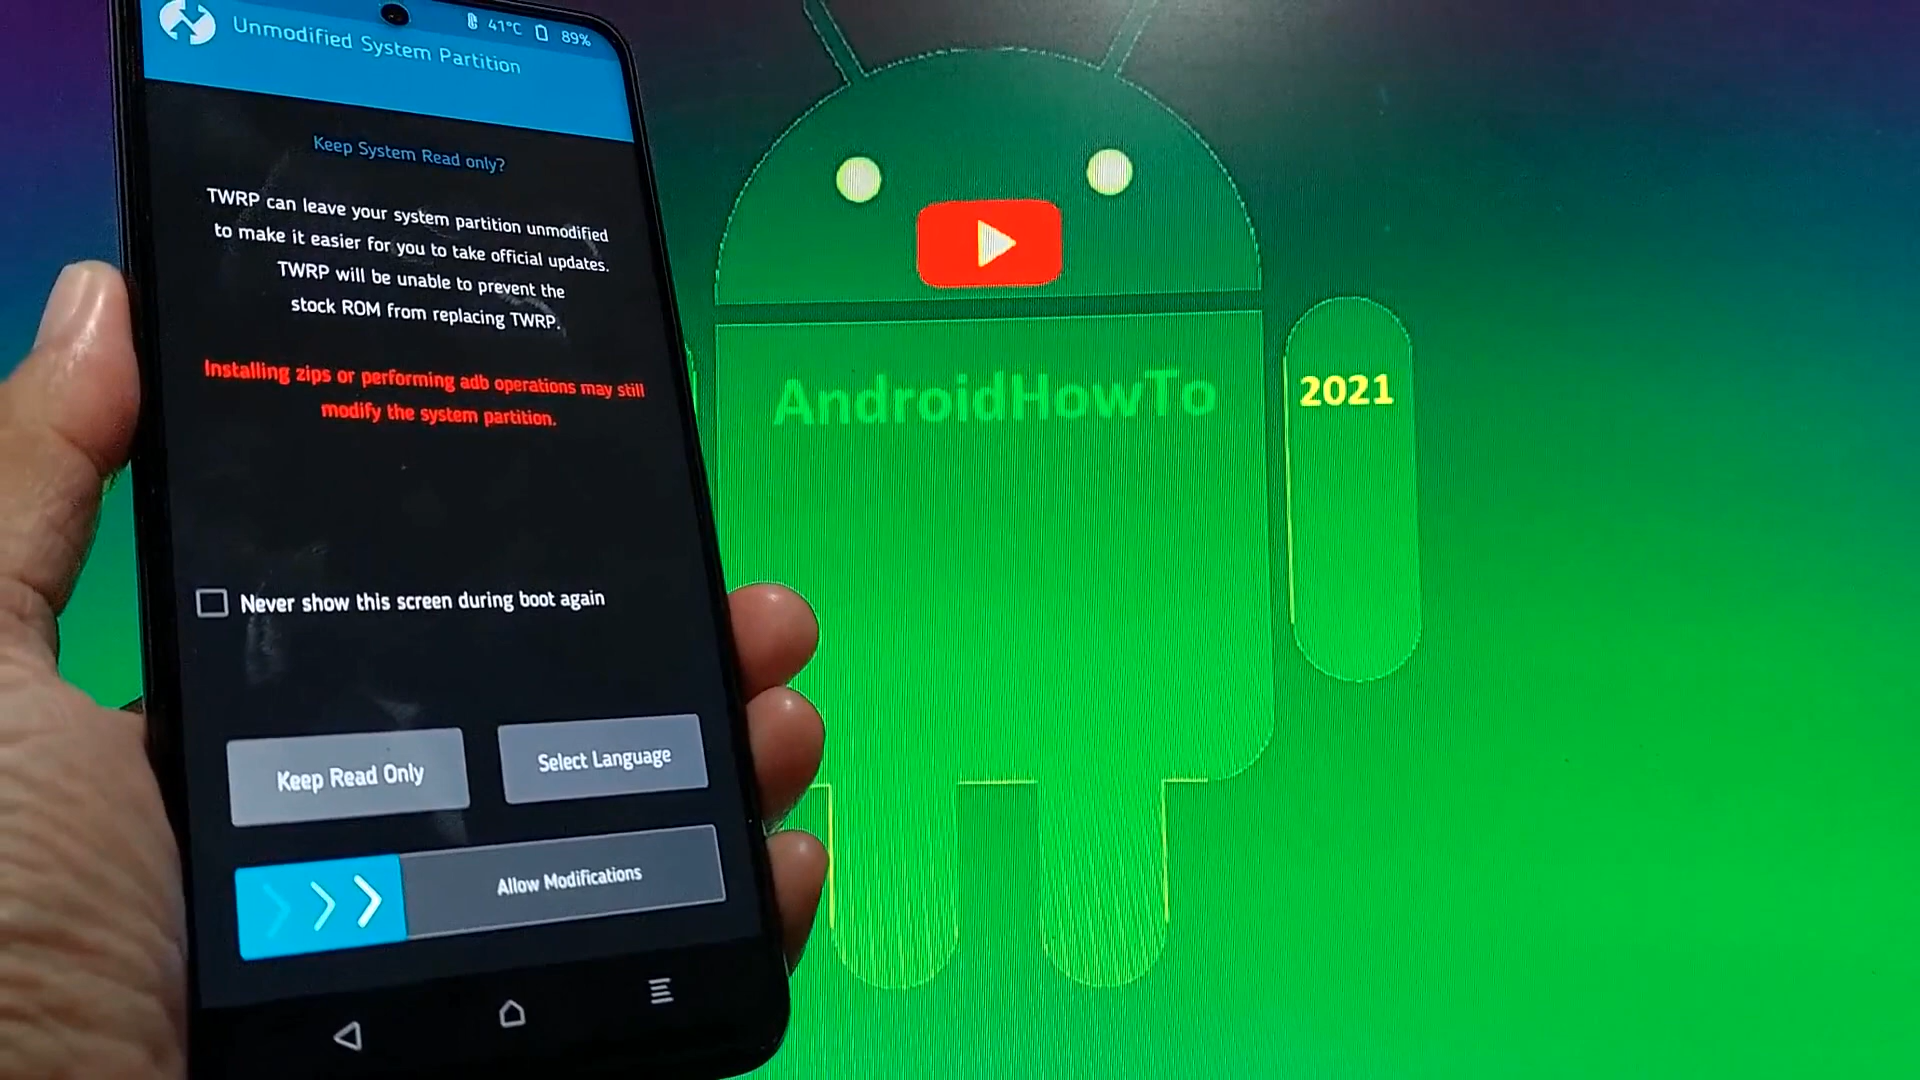 41°C 89%
Unmodified System Partition
Keep System Read only?
TWRP can leave your system partition unmodified
to make it easier for you to take official updates.
TWRP will be unable to prevent the
stock ROM from replacing TWRP.
Installing zips or performing adb operations may still
modify the system partition.
Never show this screen during boot again
Keep Read Only
Select Language
Allow Modifications
AndroidHowTo
2021